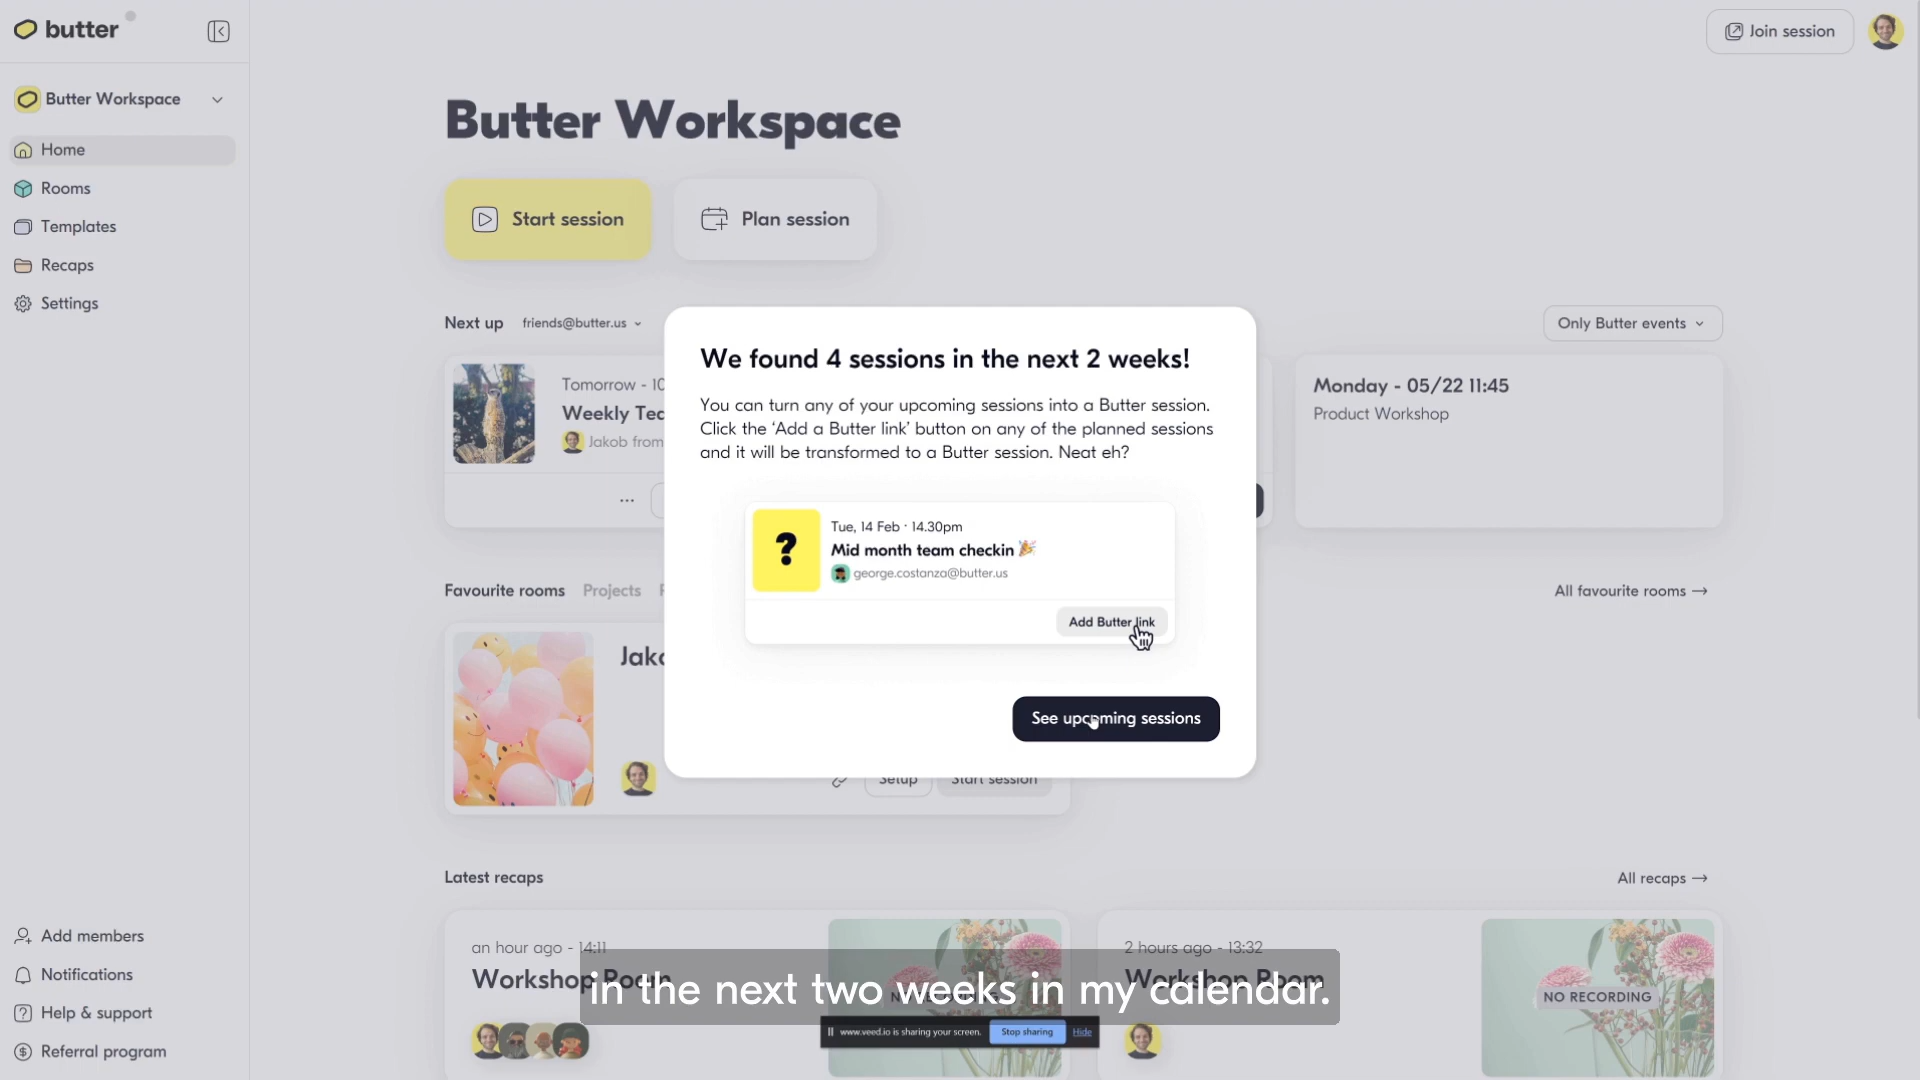 butter
Join session
Butter Workspace
Home
Rooms
Templates
Recaps
Settings
Add members
Notifications
Help & support
Referral program
Butter Workspace
Start session
Plan session
Next up
friends@butter.us
Only Butter events
Tomorrow - 10
Weekly Tea
Jakob from
...
Monday - 05/22 11:45
Product Workshop
We found 4 sessions in the next 2 weeks!
You can turn any of your upcoming sessions into a Butter session.
Click the ‘Add a Butter link’ button on any of the planned sessions
and it will be transformed to a Butter session. Neat eh?
?
Tue, 14 Feb · 14.30pm
Mid month team checkin 🎉
george.costanza@butter.us
Add Butter link
See upcoming sessions
Favourite rooms
Projects
All favourite rooms →
Setup
Start session
Latest recaps
All recaps →
an hour ago - 14:11
Workshop Room
2 hours ago - 13:32
Workshop Room
NO RECORDING
in the next two weeks in my calendar.
www.veed.io is sharing your screen.
Stop sharing
Hide